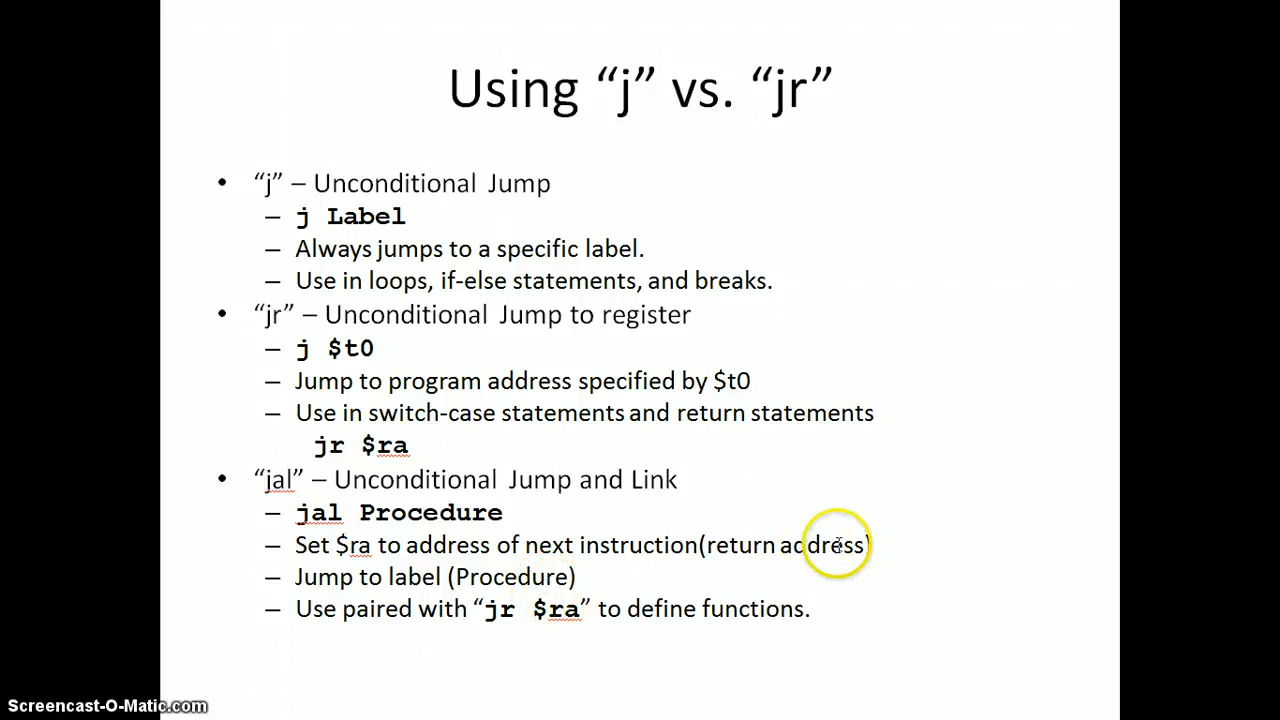 Using “j” vs. “jr”
• “j” – Unconditional Jump
– j Label
– Always jumps to a specific label.
– Use in loops, if-else statements, and breaks.
• “jr” – Unconditional Jump to register
– j $t0
– Jump to program address specified by $t0
– Use in switch-case statements and return statements
jr $ra
• “jal” – Unconditional Jump and Link
– jal Procedure
– Set $ra to address of next instruction(return address)
– Jump to label (Procedure)
– Use paired with “jr $ra” to define functions.
Screencast-O-Matic.com